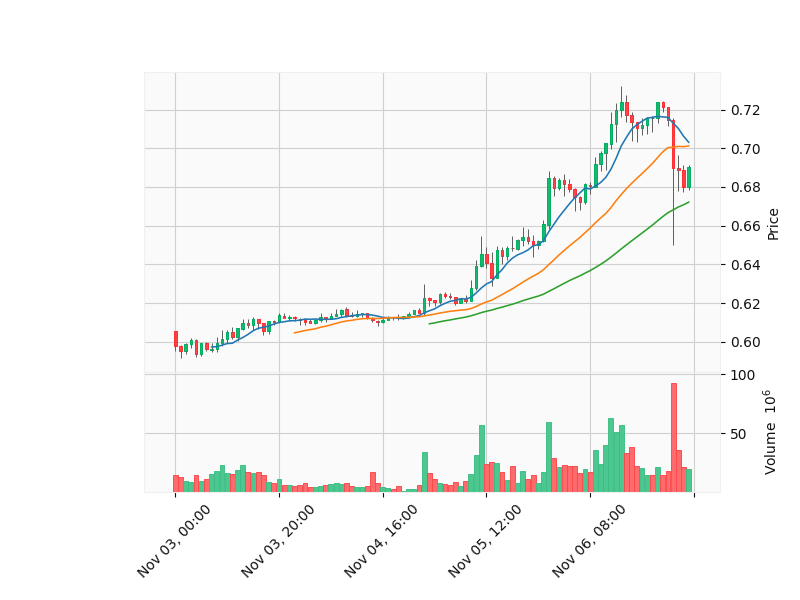 0.72
0.70
0.68
0.66
0.64
0.62
0.60
Price
100
50
Volume 10^6
Nov 03, 00:00
Nov 03, 20:00
Nov 04, 16:00
Nov 05, 12:00
Nov 06, 08:00